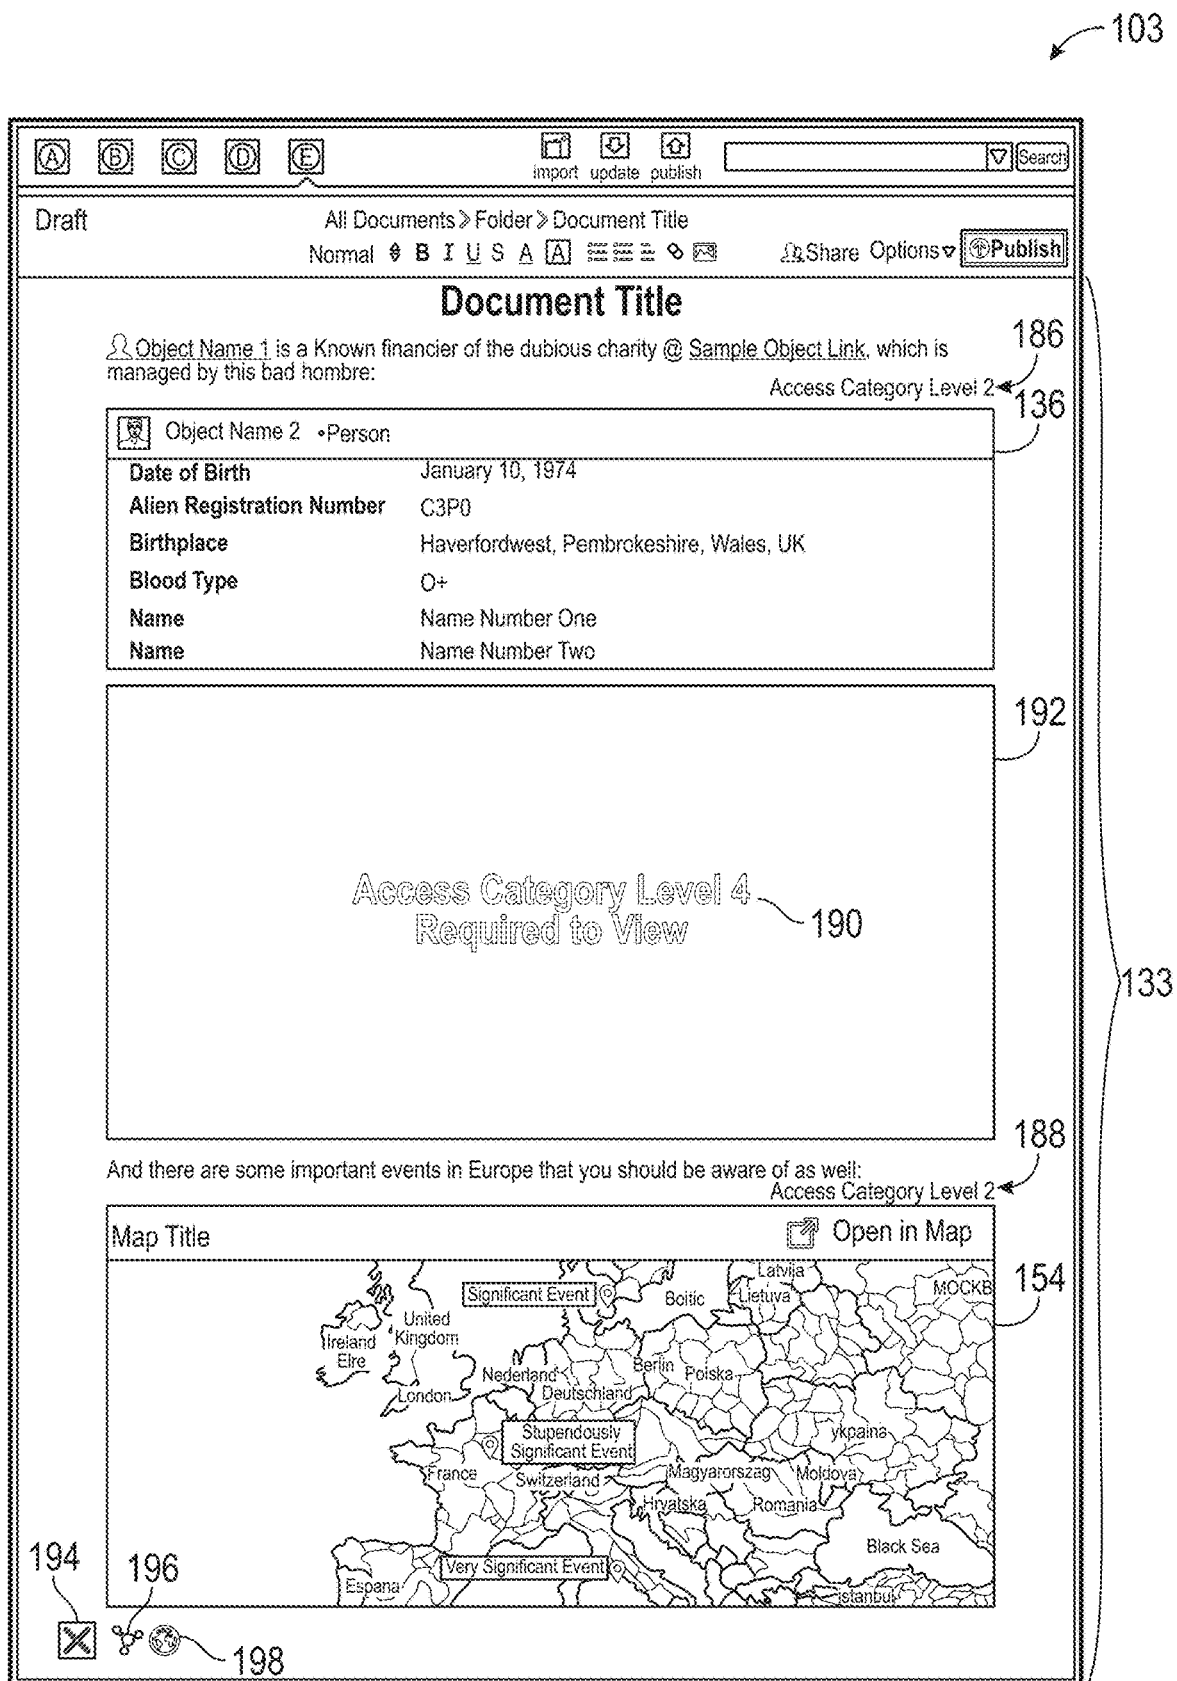 103
A B C D E
import update publish
Search
Draft
All Documents > Folder > Document Title
Normal B I U S A A
Share Options Publish
Document Title
186
Object Name 1 is a Known financier of the dubious charity @ Sample Object Link, which is
managed by this bad hombre:
Access Category Level 2
136
Object Name 2 •Person
Date of Birth January 10, 1974
Alien Registration Number C3P0
Birthplace Haverfordwest, Pembrokeshire, Wales, UK
Blood Type O+
Name Name Number One
Name Name Number Two
192
Access Category Level 4
Required to View
190
133
188
And there are some important events in Europe that you should be aware of as well:
Access Category Level 2
Map Title Open in Map
154
Latvija
Significant Event Boltic Lietuva МОСКВ
United
Kingdom
Ireland
Elre
Nederland Berlin Polska
London Deutschland
Stupendously
Significant Event
украіна
France Switzerland Magyarorszag Moldova
Hrvatska Romania
Black Sea
Very Significant Event
Espana istanbul
194
196
198